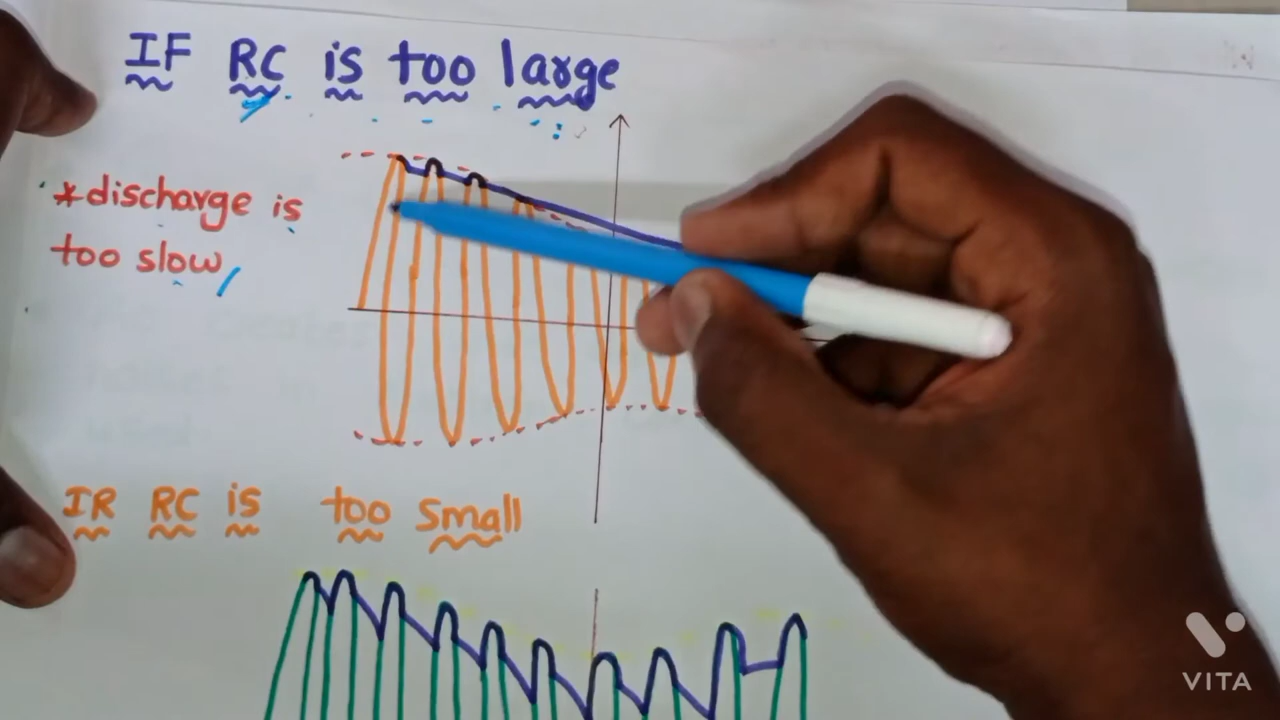 IF RC is too large
*discharge is
too slow,
IR RC is too small
VITA